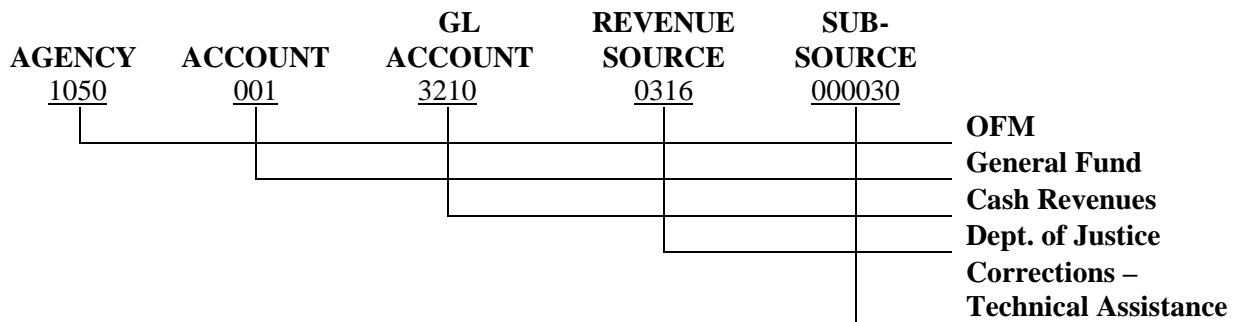 GL REVENUE SUB-
AGENCY ACCOUNT ACCOUNT SOURCE SOURCE
1050 001 3210 0316 000030
OFM
General Fund
Cash Revenues
Dept. of Justice
Corrections –
Technical Assistance